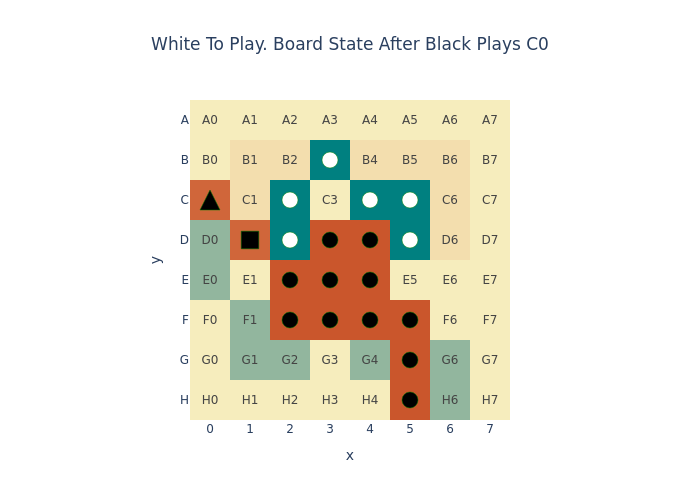 White To Play. Board State After Black Plays C0
A A0 A1 A2 A3 A4 A5 A6 A7
B B0 B1 B2 B4 B5 B6 B7
C C1 C3 C6 C7
D D0 D6 D7
y
E E0 E1 E5 E6 E7
F F0 F1 F6 F7
G G0 G1 G2 G3 G4 G6 G7
H H0 H1 H2 H3 H4 H6 H7
0 1 2 3 4 5 6 7
x